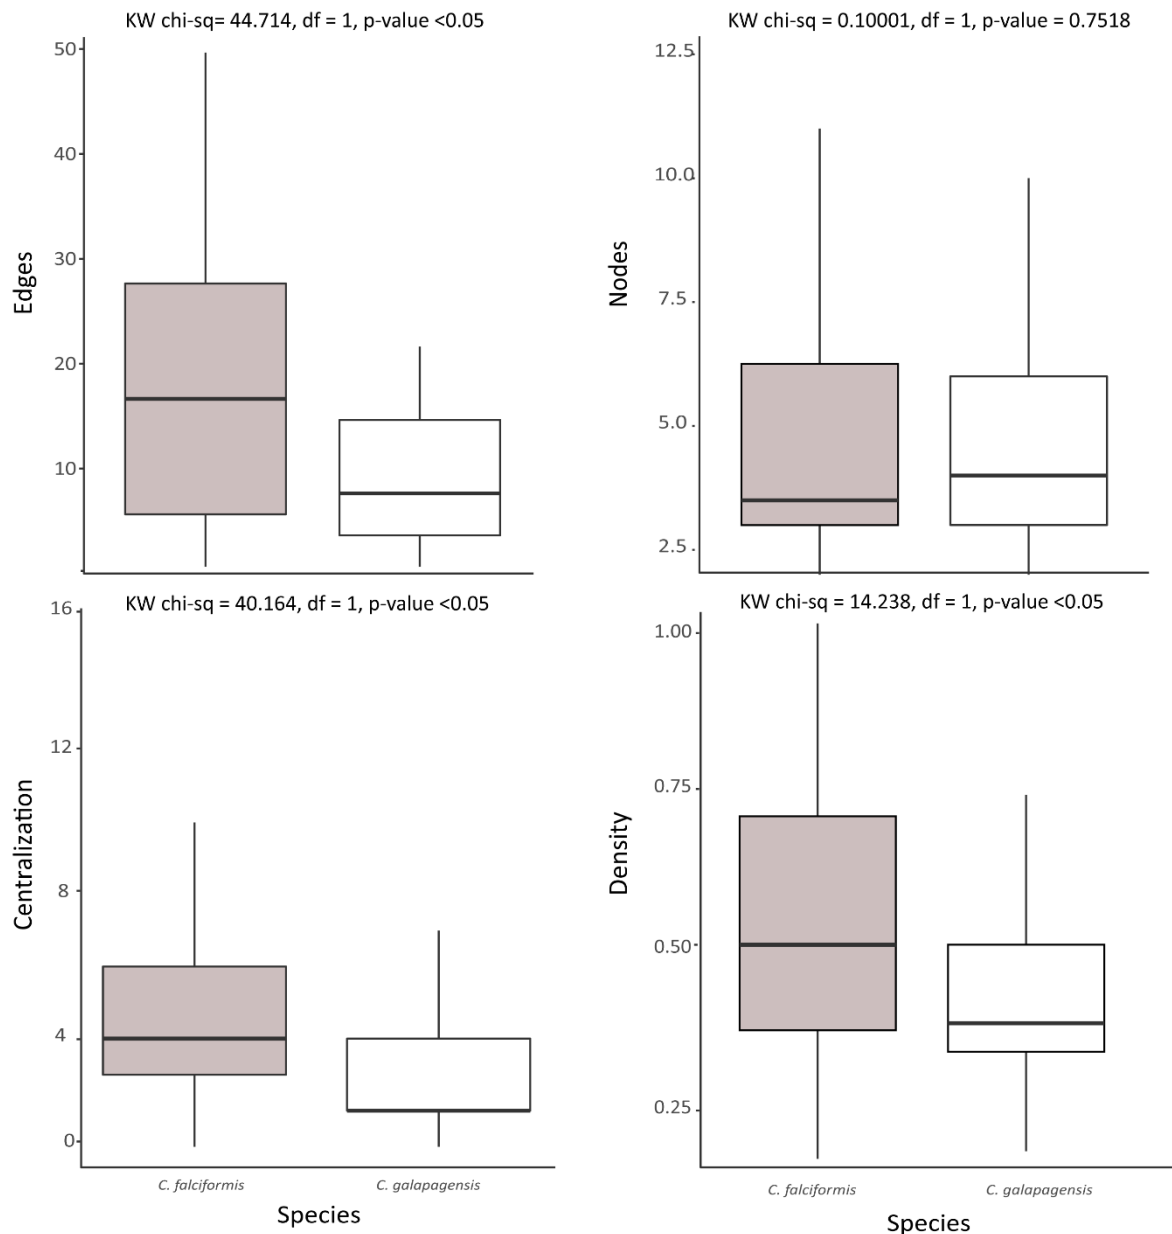 KW chi-sq= 44.714, df = 1, p-value <0.05
50
40
30
20
10
Edges
KW chi-sq = 0.10001, df = 1, p-value = 0.7518
12.5
10.0
7.5
5.0
2.5
Nodes
KW chi-sq = 40.164, df = 1, p-value <0.05
16
12
8
4
0
Centralization
C. falciformis
C. galapagensis
Species
KW chi-sq = 14.238, df = 1, p-value <0.05
1.00
0.75
0.50
0.25
Density
C. falciformis
C. galapagensis
Species